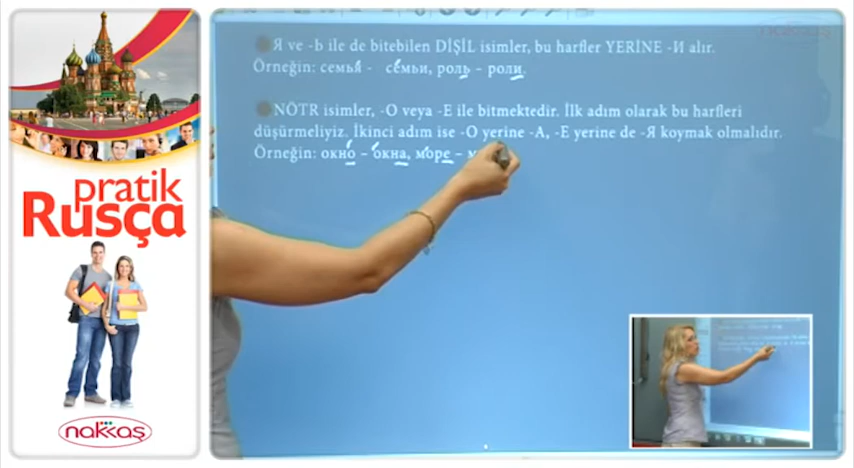 Я ve -Ь ile de bitebilen DİŞİL isimler, bu harfler YERİNE -И alır.
Örneğin: семья - семьи, роль – роли.
NÖTR isimler, -O veya -E ile bitmektedir. İlk adım olarak bu harfleri
düşürmeliyiz. İkinci adım ise -O yerine -A, -E yerine de -Я koymak olmalıdır.
Örneğin: окно – окна, море –
pratik
Rusça
nakkaş
nakkaş